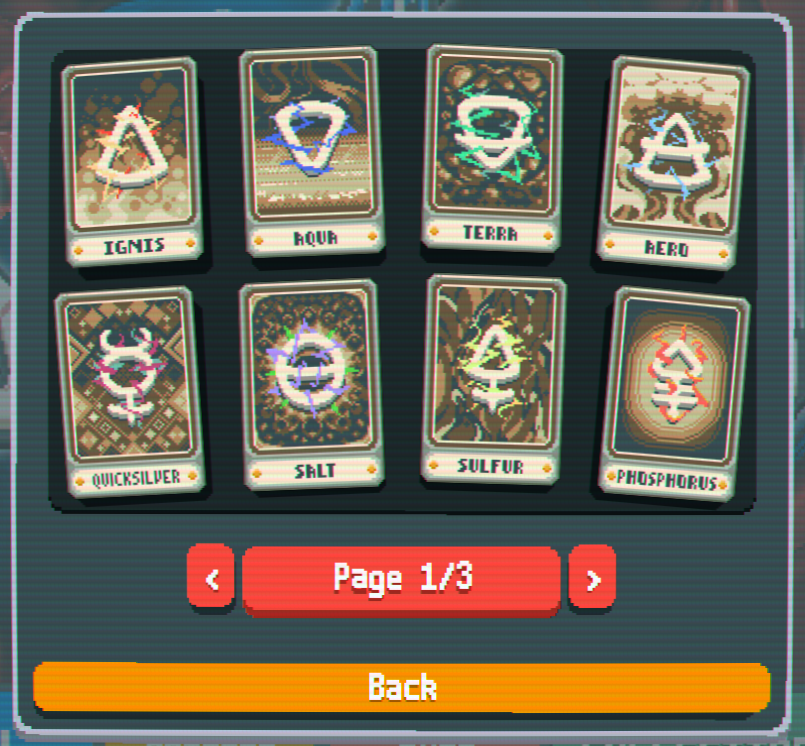 IGNIS
AQUA
TERRA
AERO
QUICKSILVER
SALT
SULFUR
PHOSPHORUS
<
Page 1/3
>
Back